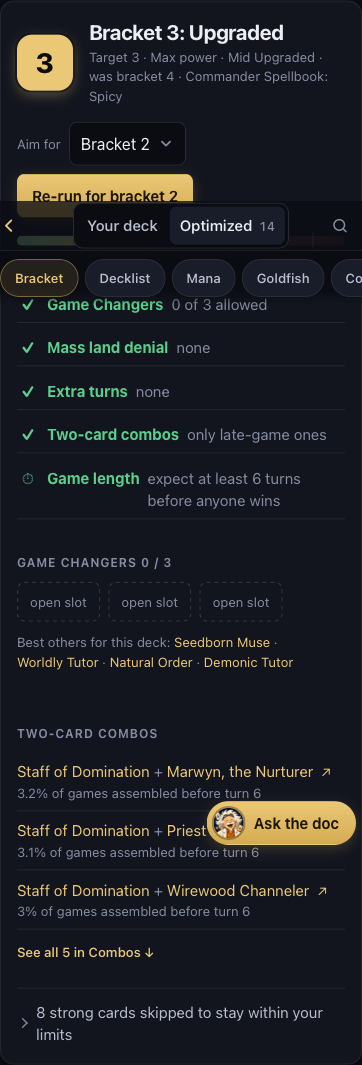 3
Bracket 3: Upgraded
Target 3 · Max power · Mid Upgraded ·
was bracket 4 · Commander Spellbook:
Spicy
Aim for
Bracket 2
Re-run for bracket 2
Your deck
Optimized 14
Bracket
Decklist
Mana
Goldfish
Co
Game Changers 0 of 3 allowed
Mass land denial none
Extra turns none
Two-card combos only late-game ones
Game length expect at least 6 turns
before anyone wins
GAME CHANGERS 0 / 3
open slot
open slot
open slot
Best others for this deck: Seedborn Muse ·
Worldly Tutor · Natural Order · Demonic Tutor
TWO-CARD COMBOS
Staff of Domination + Marwyn, the Nurturer ↗
3.2% of games assembled before turn 6
Staff of Domination + Priest
Ask the doc
3.1% of games assembled before turn 6
Staff of Domination + Wirewood Channeler ↗
3% of games assembled before turn 6
See all 5 in Combos ↓
8 strong cards skipped to stay within your
limits